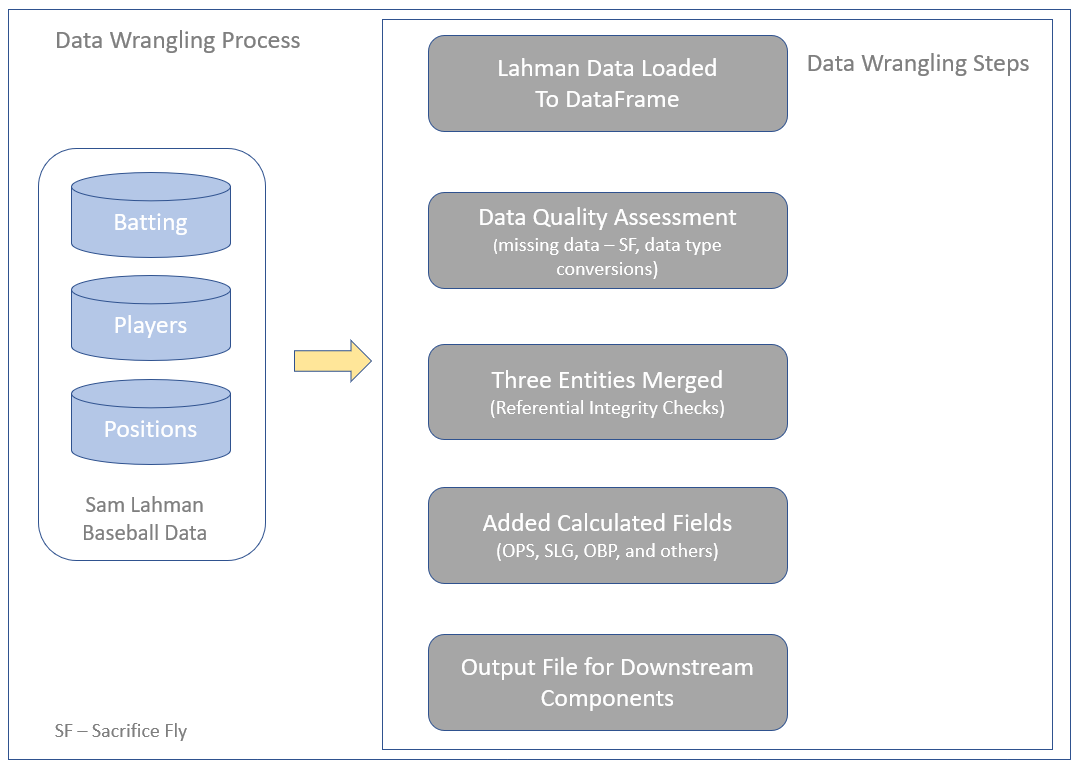 Data Wrangling Process
Batting
Players
Positions
Sam Lahman
Baseball Data
SF – Sacrifice Fly
Data Wrangling Steps
Lahman Data Loaded
To DataFrame
Data Quality Assessment
(missing data – SF, data type
conversions)
Three Entities Merged
(Referential Integrity Checks)
Added Calculated Fields
(OPS, SLG, OBP, and others)
Output File for Downstream
Components